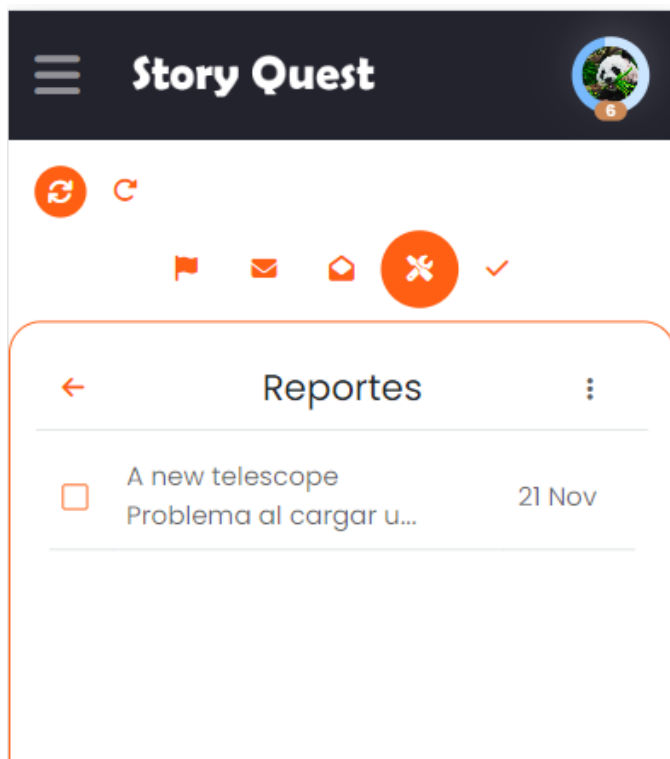 Story Quest
6
Reportes
A new telescope
Problema al cargar u...
21 Nov